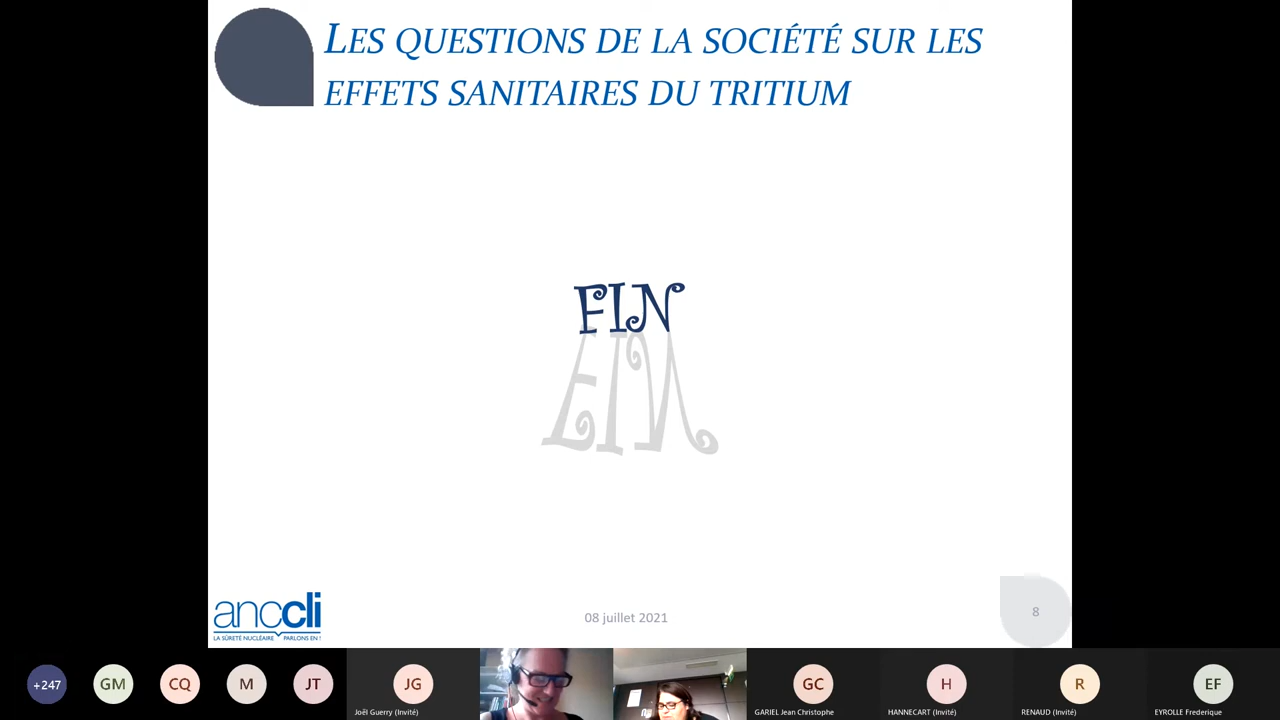 LES QUESTIONS DE LA SOCIÉTÉ SUR LES
EFFETS SANITAIRES DU TRITIUM
FIN
anccli
LA SÛRETÉ NUCLÉAIRE PARLONS EN !
08 juillet 2021
8
+247
GM
CQ
M
JT
JG
Joël Guerry (Invité)
GC
GARIEL Jean Christophe
H
HANNECART (Invité)
R
RENAUD (Invité)
EF
EYROLLE Frederique